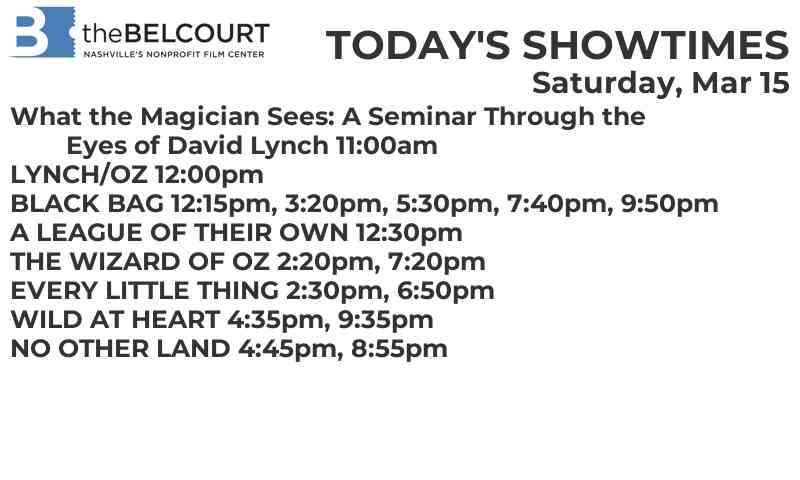 B theBELCOURT
NASHVILLE'S NONPROFIT FILM CENTER
TODAY'S SHOWTIMES
Saturday, Mar 15
What the Magician Sees: A Seminar Through the
Eyes of David Lynch 11:00am
LYNCH/OZ 12:00pm
BLACK BAG 12:15pm, 3:20pm, 5:30pm, 7:40pm, 9:50pm
A LEAGUE OF THEIR OWN 12:30pm
THE WIZARD OF OZ 2:20pm, 7:20pm
EVERY LITTLE THING 2:30pm, 6:50pm
WILD AT HEART 4:35pm, 9:35pm
NO OTHER LAND 4:45pm, 8:55pm